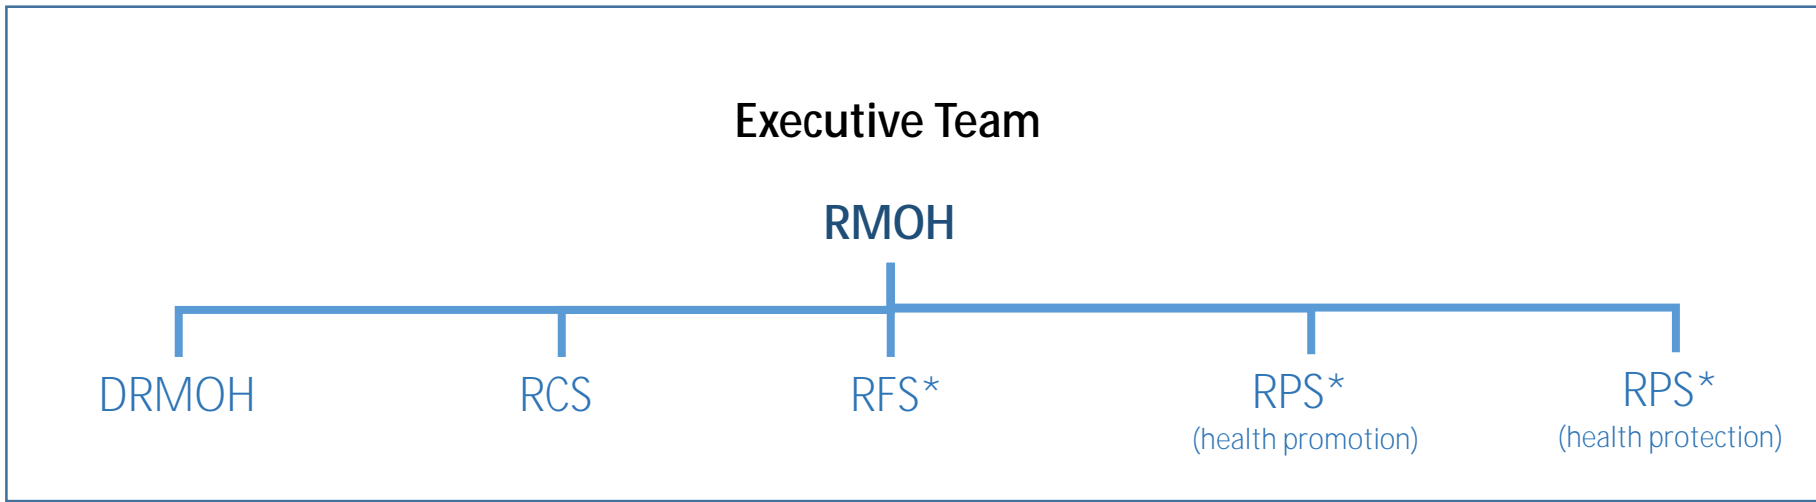 Executive Team
RMOH
DRMOH
RCS
RFS*
RPS*
(health promotion)
RPS*
(health protection)